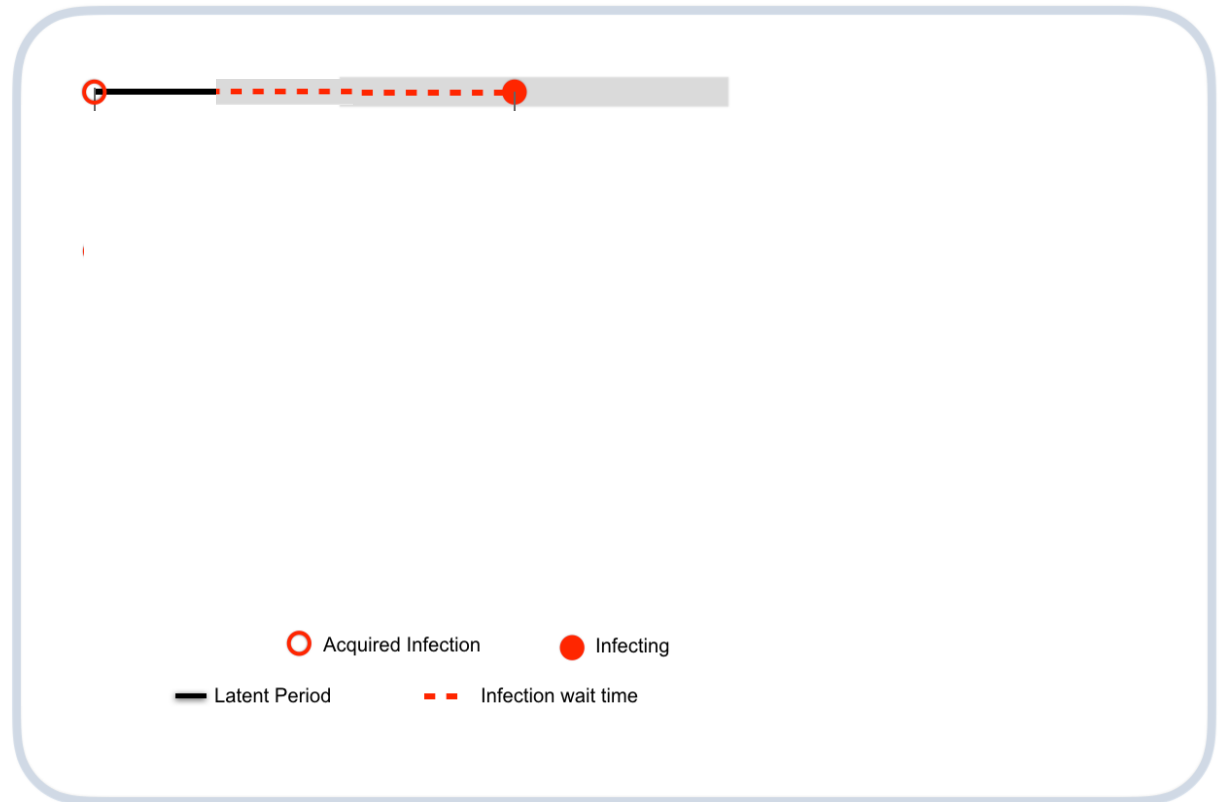 Acquired Infection
Infecting
Latent Period
Infection wait time